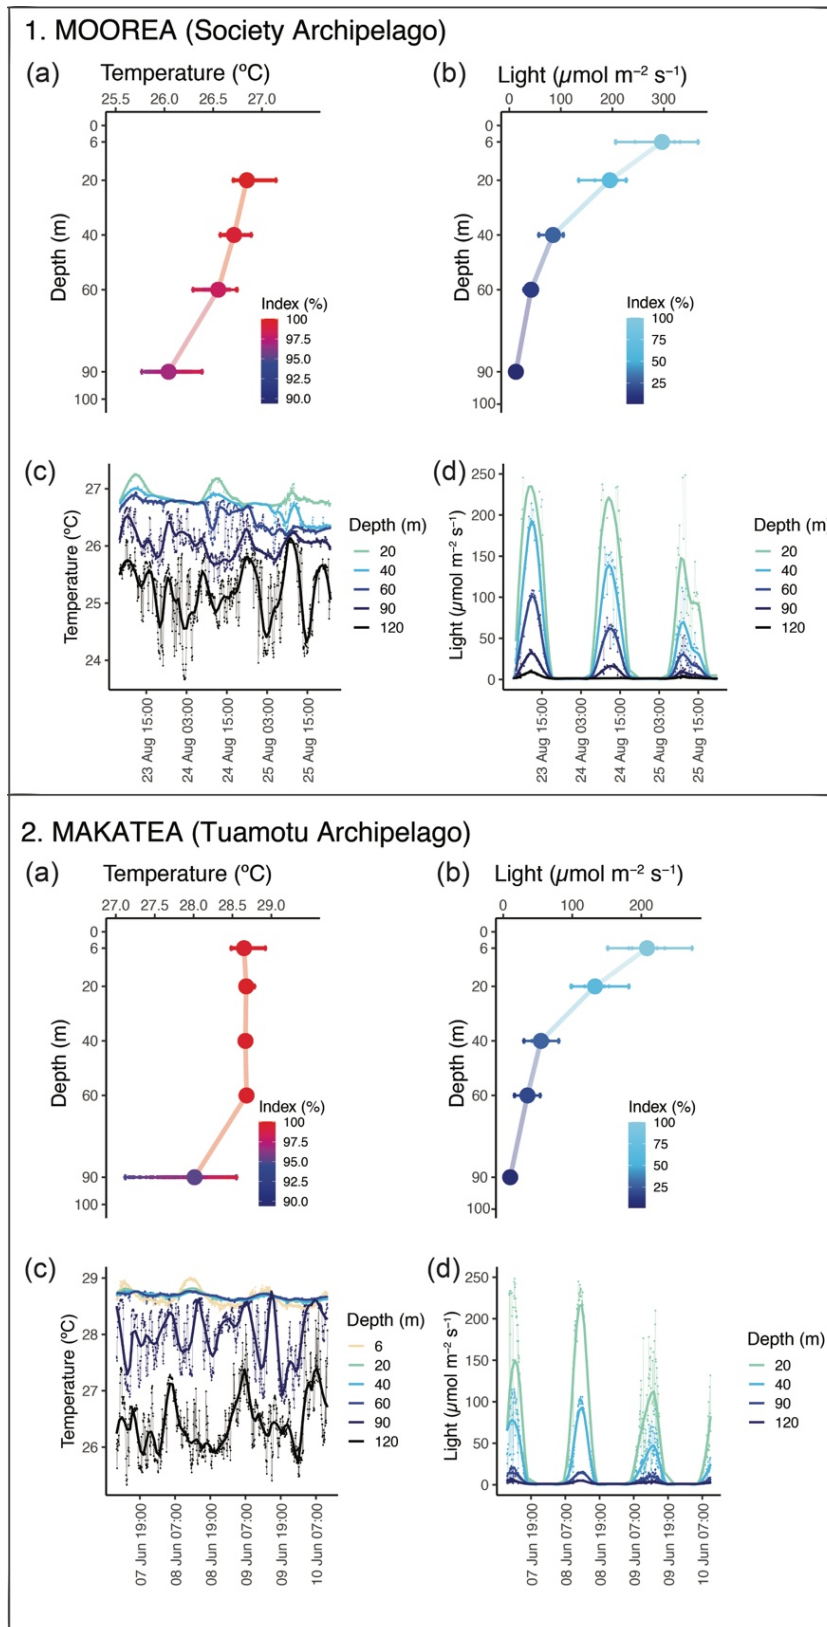 1. MOOREA (Society Archipelago)
(a) Temperature (ºC)
25.5 26.0 26.5 27.0
Depth (m)
0
6
20
40
60
90
100
Index (%)
100
97.5
95.0
92.5
90.0
(b) Light (µmol m⁻² s⁻¹)
0 100 200 300
Depth (m)
0
6
20
40
60
90
100
Index (%)
100
75
50
25
(c)
Temperature (ºC)
27
26
25
24
23 Aug 15:00
24 Aug 03:00
24 Aug 15:00
25 Aug 03:00
25 Aug 15:00
Depth (m)
20
40
60
90
120
(d)
Light (µmol m⁻² s⁻¹)
250
200
150
100
50
0
23 Aug 15:00
24 Aug 03:00
24 Aug 15:00
25 Aug 03:00
25 Aug 15:00
Depth (m)
20
40
60
90
120
2. MAKATEA (Tuamotu Archipelago)
(a) Temperature (ºC)
27.0 27.5 28.0 28.5 29.0
Depth (m)
0
6
20
40
60
90
100
Index (%)
100
97.5
95.0
92.5
90.0
(b) Light (µmol m⁻² s⁻¹)
0 100 200
Depth (m)
0
6
20
40
60
90
100
Index (%)
100
75
50
25
(c)
Temperature (ºC)
29
28
27
26
07 Jun 19:00
08 Jun 07:00
08 Jun 19:00
09 Jun 07:00
09 Jun 19:00
10 Jun 07:00
Depth (m)
6
20
40
60
90
120
(d)
Light (µmol m⁻² s⁻¹)
250
200
150
100
50
0
07 Jun 19:00
08 Jun 07:00
08 Jun 19:00
09 Jun 07:00
09 Jun 19:00
10 Jun 07:00
Depth (m)
20
40
60
90
120